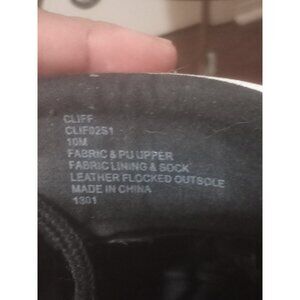 CLIFF
CLIF02S1
10M
FABRIC & PU UPPER
FABRIC LINING & SOCK
LEATHER FLOCKED OUTSOLE
MADE IN CHINA
1301